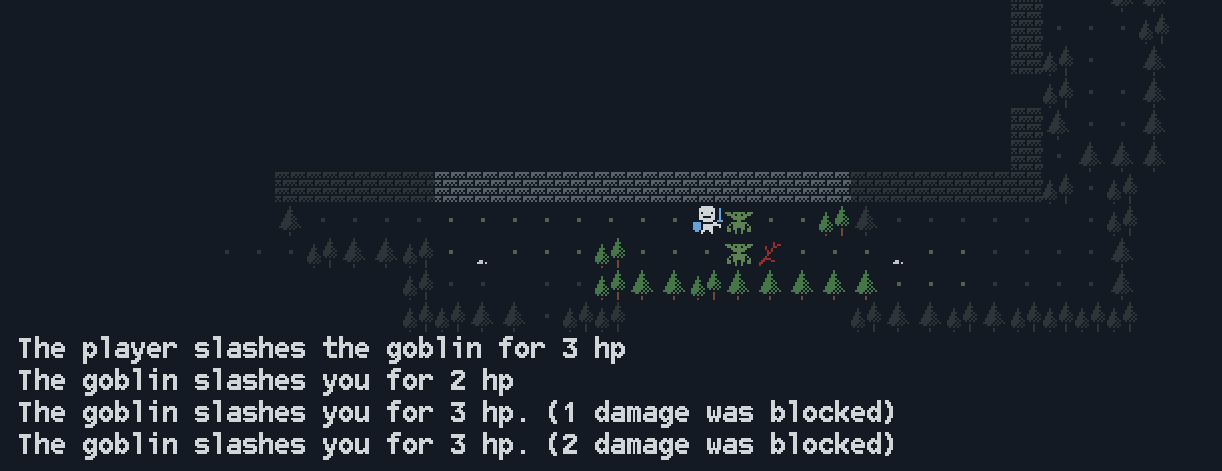 The player slashes the goblin for 3 hp
The goblin slashes you for 2 hp
The goblin slashes you for 3 hp. (1 damage was blocked)
The goblin slashes you for 3 hp. (2 damage was blocked)